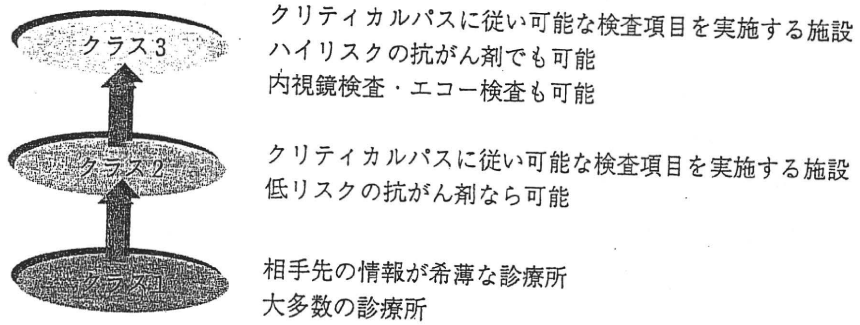 クラス3
クリティカルパスに従い可能な検査項目を実施する施設
ハイリスクの抗がん剤でも可能
内視鏡検査・エコー検査も可能
クラス2
クリティカルパスに従い可能な検査項目を実施する施設
低リスクの抗がん剤なら可能
クラス1
相手先の情報が希薄な診療所
大多数の診療所